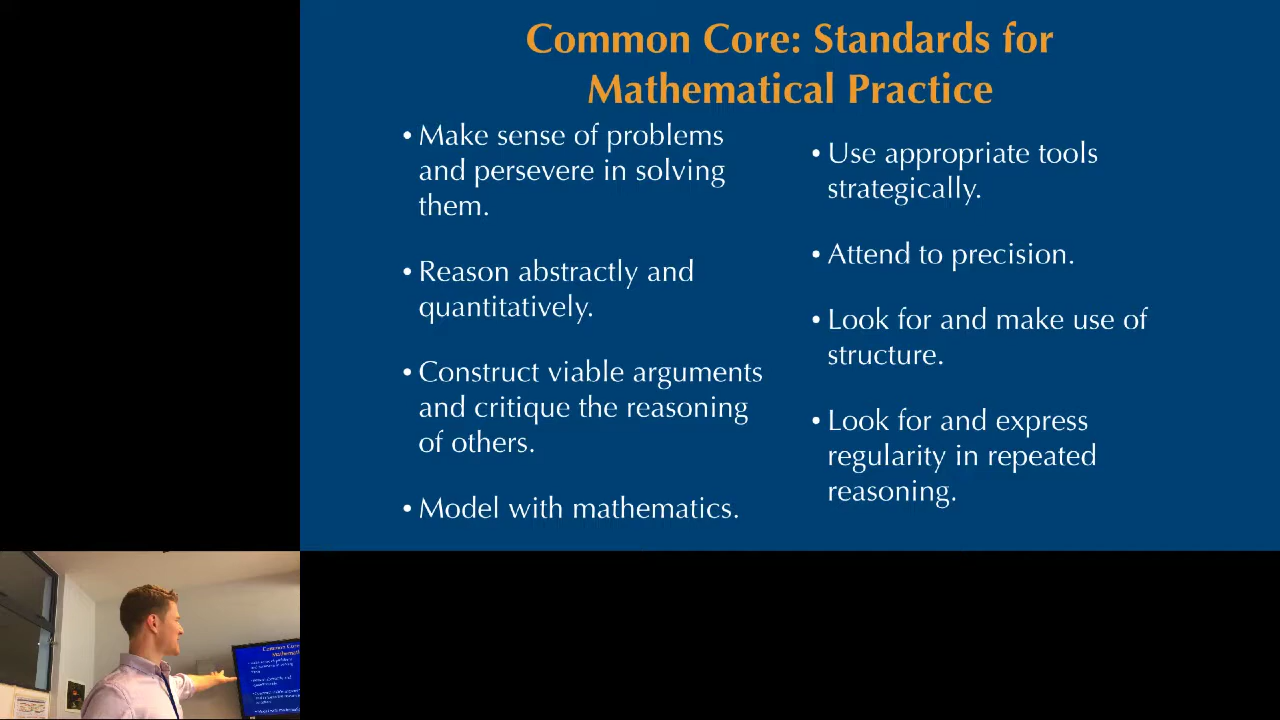 Common Core: Standards for
Mathematical Practice
• Make sense of problems
and persevere in solving
them.
• Reason abstractly and
quantitatively.
• Construct viable arguments
and critique the reasoning
of others.
• Model with mathematics.
• Use appropriate tools
strategically.
• Attend to precision.
• Look for and make use of
structure.
• Look for and express
regularity in repeated
reasoning.